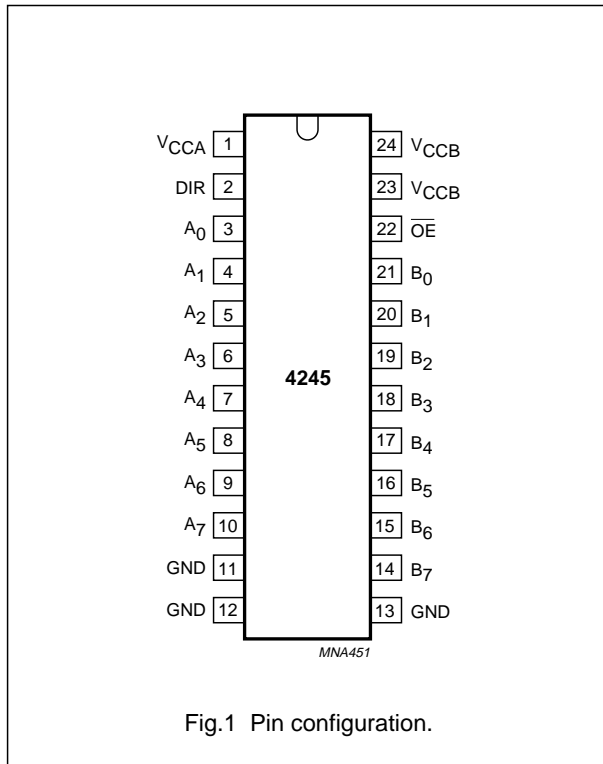 VCCA 1 24 VCCB
DIR 2 23 VCCB
A0 3 22 O̅E̅
A1 4 21 B0
A2 5 20 B1
A3 6 19 B2
4245
A4 7 18 B3
A5 8 17 B4
A6 9 16 B5
A7 10 15 B6
GND 11 14 B7
GND 12 13 GND
MNA451
Fig.1 Pin configuration.